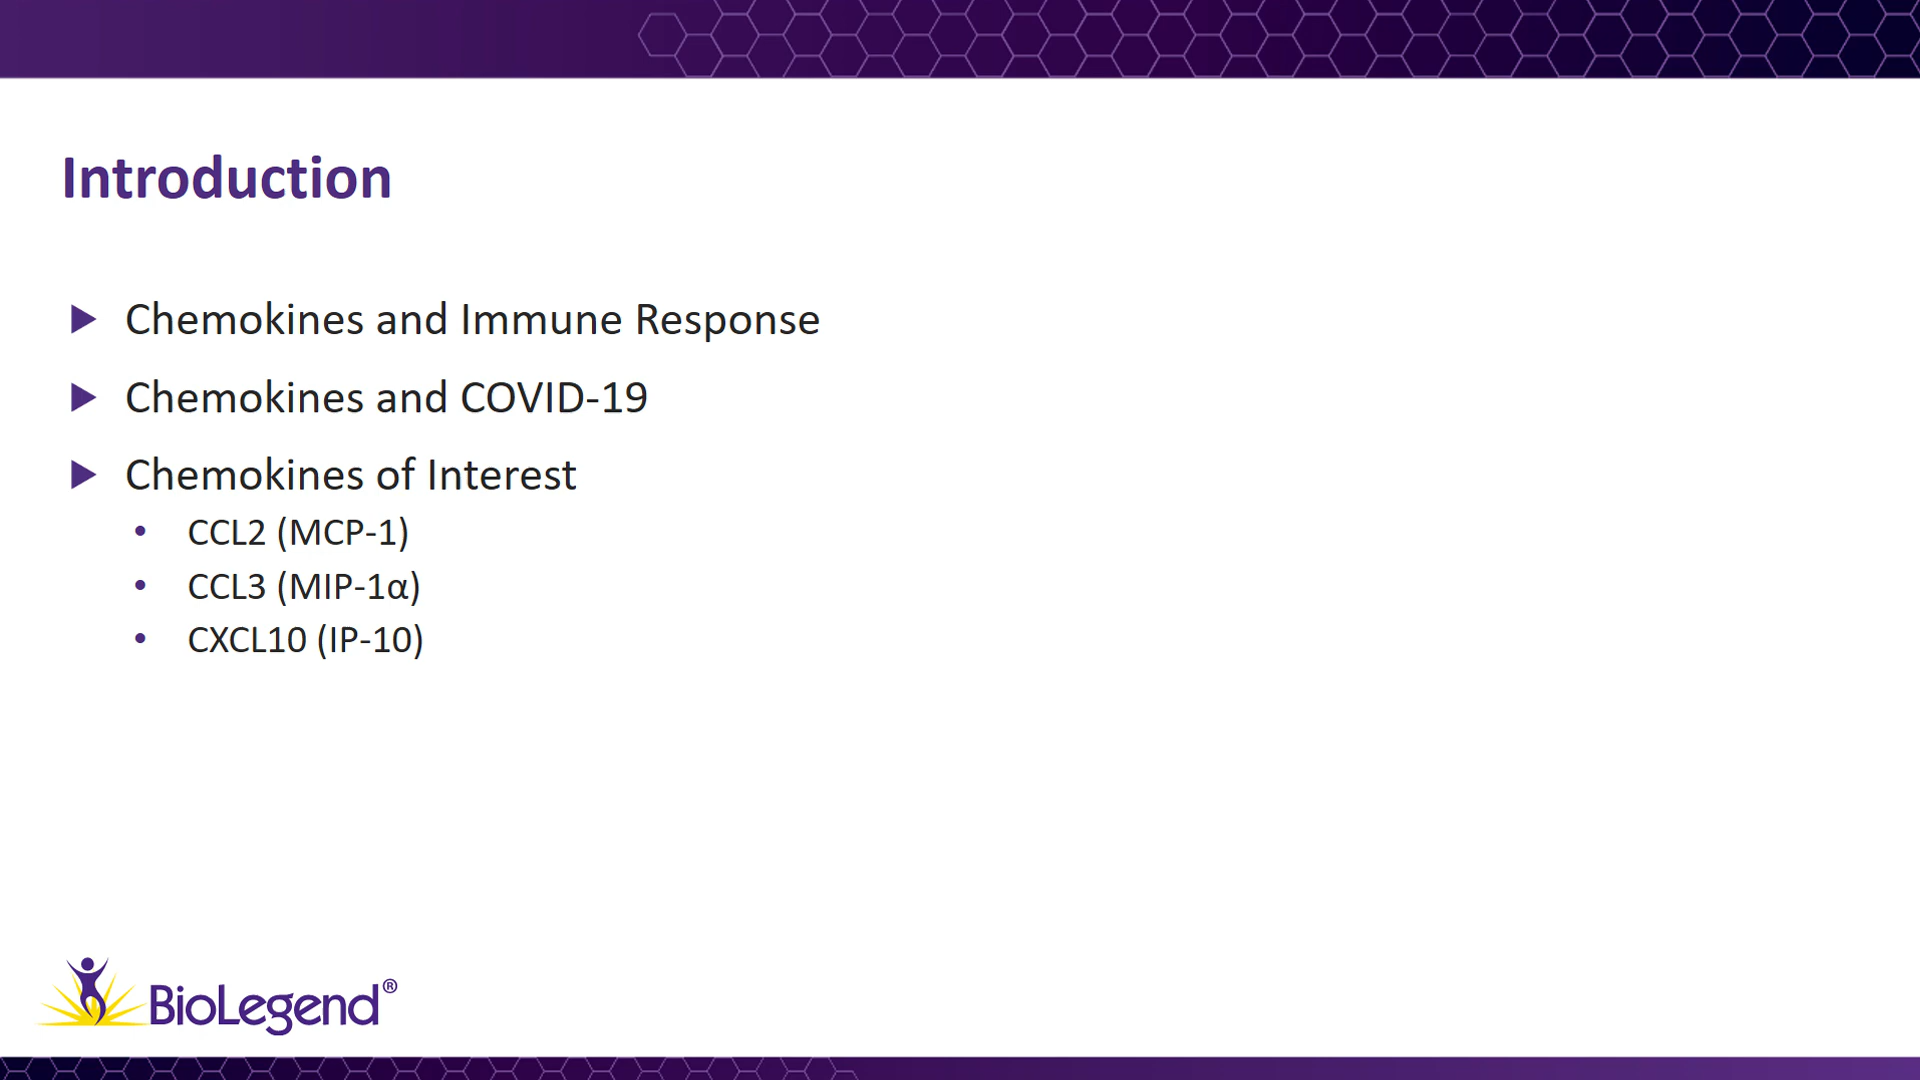 Introduction
Chemokines and Immune Response
Chemokines and COVID-19
Chemokines of Interest
CCL2 (MCP-1)
CCL3 (MIP-1α)
CXCL10 (IP-10)
BioLegend®